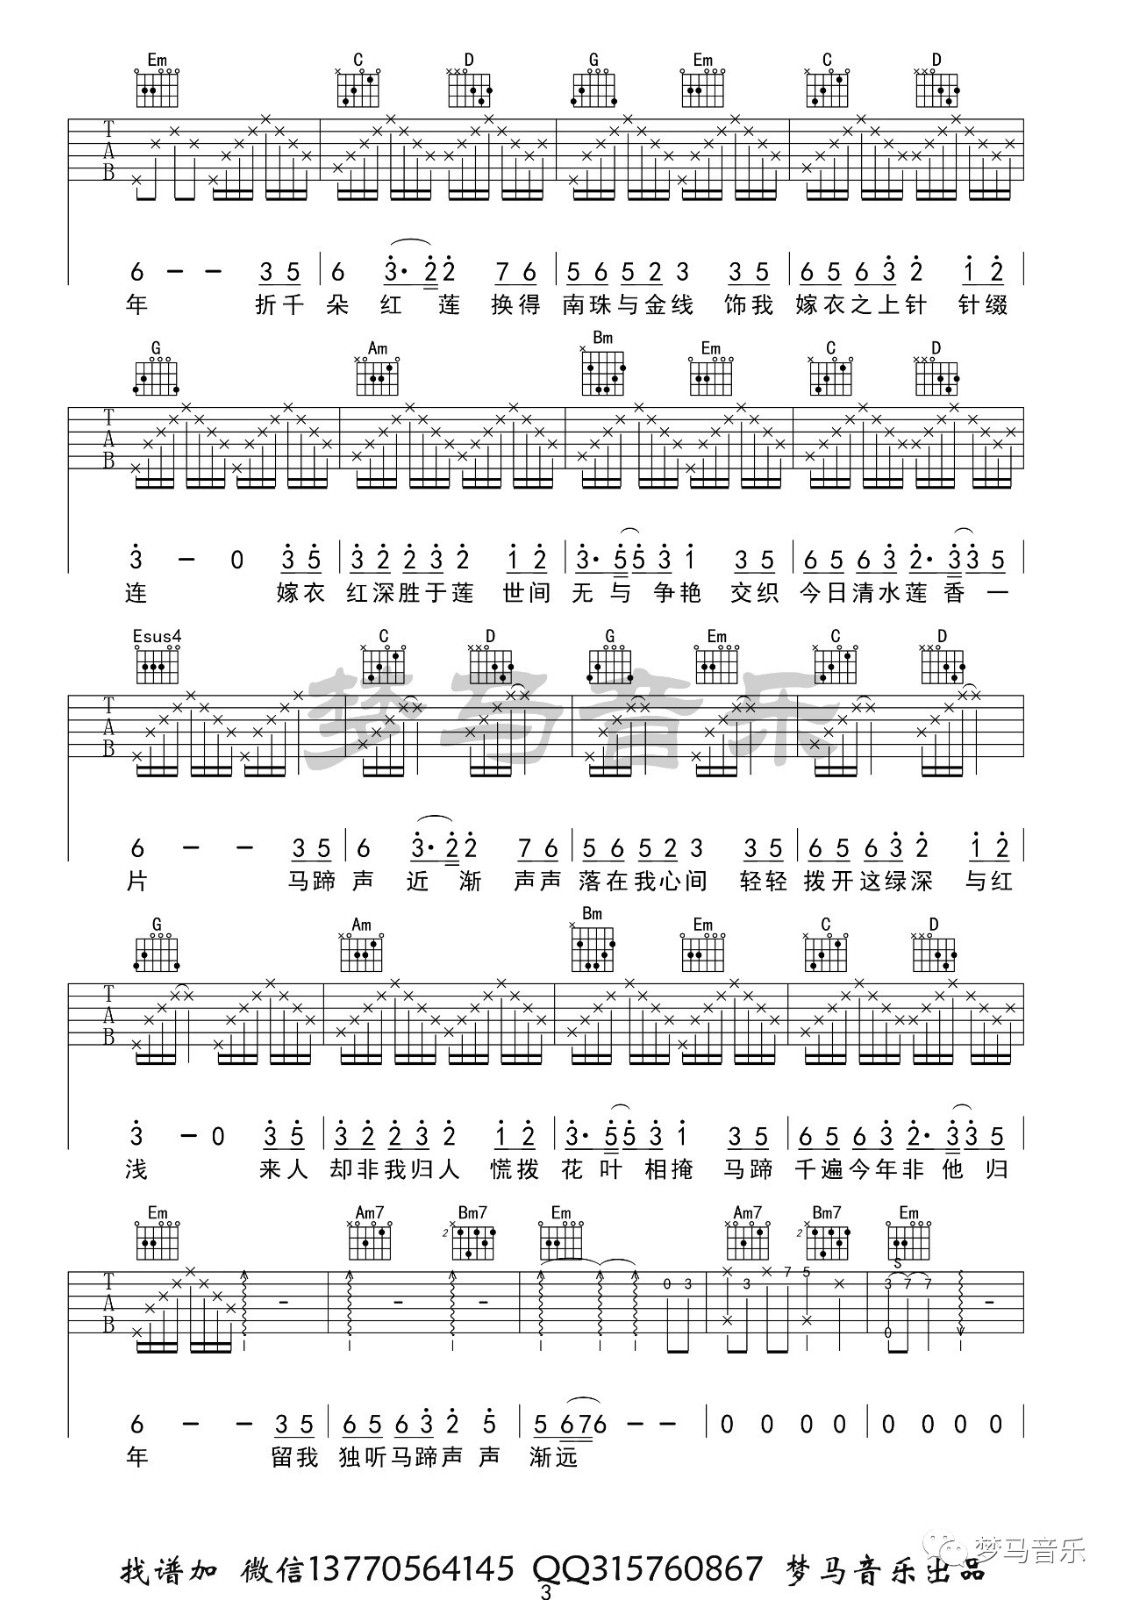 Em C D G Em C D
T
A
B
6 - - 3 5 6 3· 2 2 7 6 5 6 5 2 3 3 5 6 5 6 3 2 1 2
年 折千 朵 红 莲 换得 南珠与金线 饰我 嫁衣之上针 针缀
G Am Bm Em C D
T
A
B
3 - 0 3 5 3 2 2 3 2 1 2 3· 5 5 3 1 3 5 6 5 6 3 2· 3 3 5
连 嫁衣 红深胜于莲 世间 无 与 争艳 交织 今日清水莲 香 一
Esus4 C D G Em C D
梦马音乐
T
A
B
6 - - 3 5 6 3· 2 2 7 6 5 6 5 2 3 3 5 6 5 6 3 2 1 2
片 马蹄 声 近 渐 声声 落在我心间 轻轻 拨开这绿深 与红
G Am Bm Em C D
T
A
B
3 - 0 3 5 3 2 2 3 2 1 2 3· 5 5 3 1 3 5 6 5 6 3 2· 3 3 5
浅 来人 却非我归人 慌拨 花 叶 相掩 马蹄 千遍今年非 他 归
Em Am7 Bm7 Em Am7 Bm7 Em
2 2 S
T
A
B
- - - 0 3 3 7 5 3 7 7 0 -
6 - - 3 5 6 5 6 3 2 5 5 6 7 6 - - 0 0 0 0 0 0 0 0
年 留我 独听马蹄声 声 渐远
找谱加 微信13770564145 QQ315760867 梦马音乐出品
梦马音乐
3